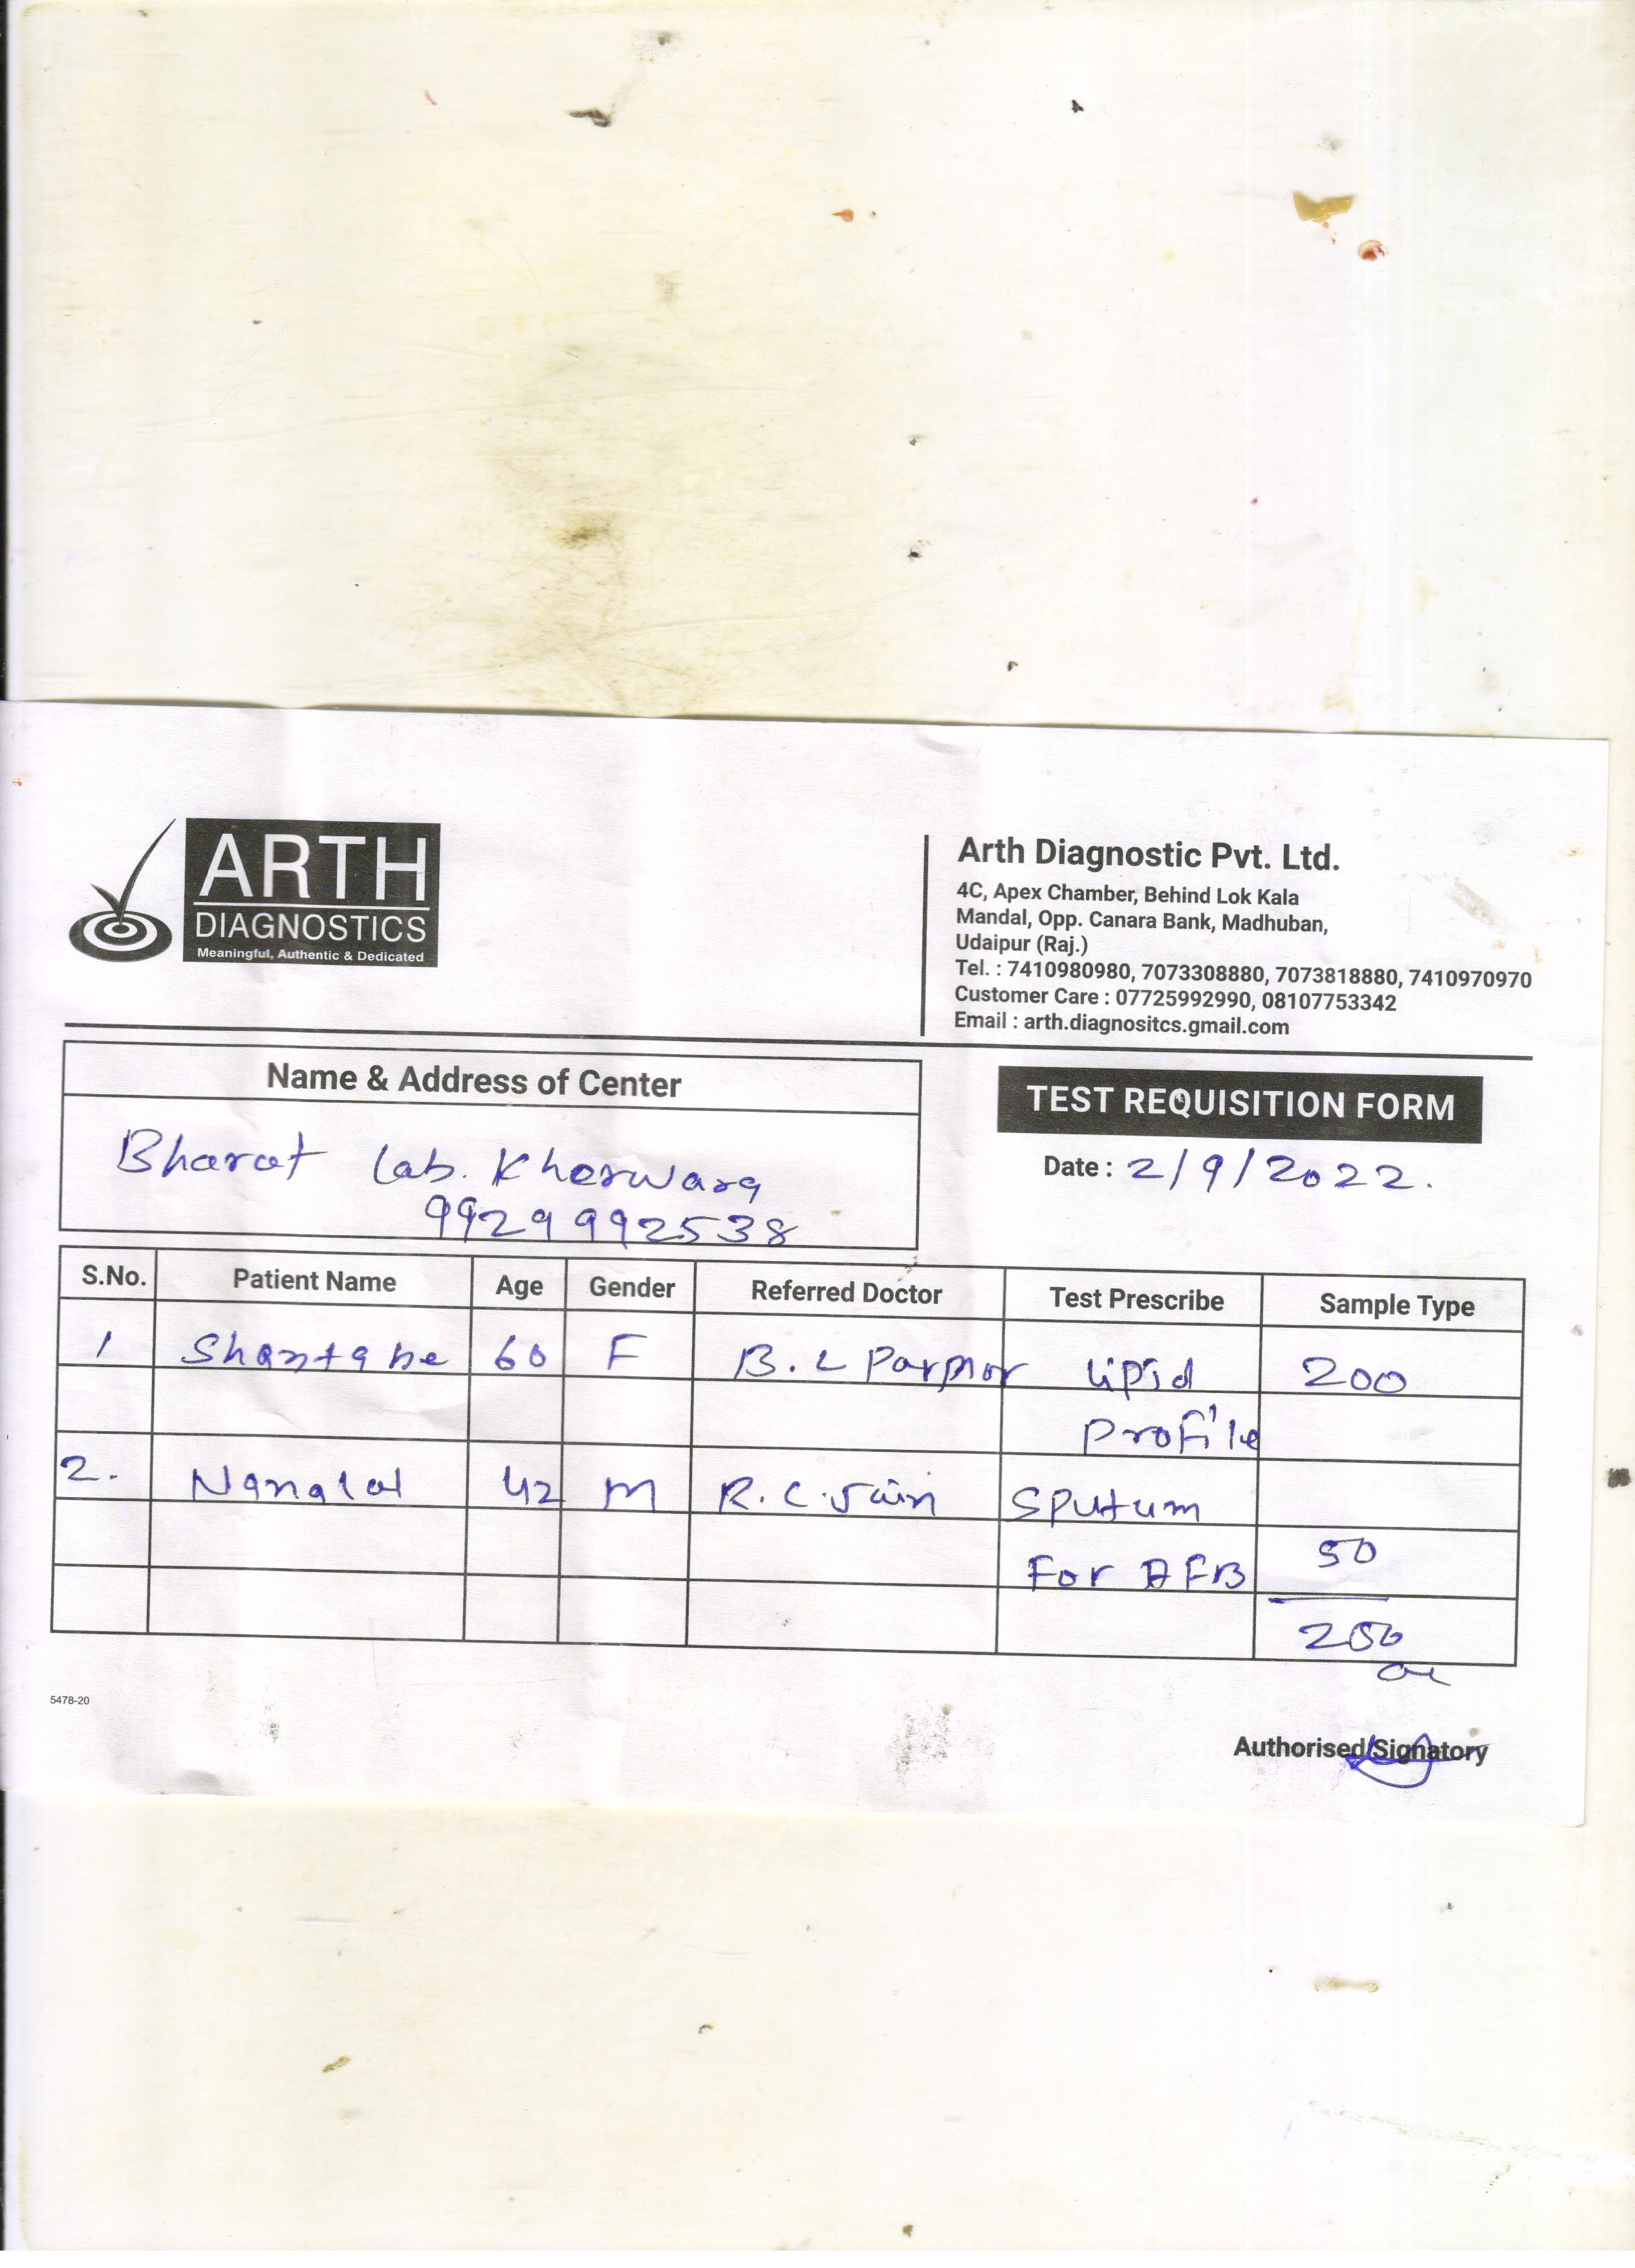 ARTH
DIAGNOSTICS
Meaningful, Authentic & Dedicated
Arth Diagnostic Pvt. Ltd.
4C, Apex Chamber, Behind Lok Kala
Mandal, Opp. Canara Bank, Madhuban,
Udaipur (Raj.)
Tel. : 7410980980, 7073308880, 7073818880, 7410970970
Customer Care : 07725992990, 08107753342
Email : arth.diagnositcs.gmail.com
Name & Address of Center
TEST REQUISITION FORM
Bharat Lab. Kherwara
9929992538
Date : 2/9/2022.
S.No. Patient Name Age Gender Referred Doctor Test Prescribe Sample Type
1 Shantabe 60 F B.L Parmor Lipid 200
Profile
2. Nanalal 42 M R.C.Jain Sputum
For AFB 50
250
5478-20
Authorised Signatory